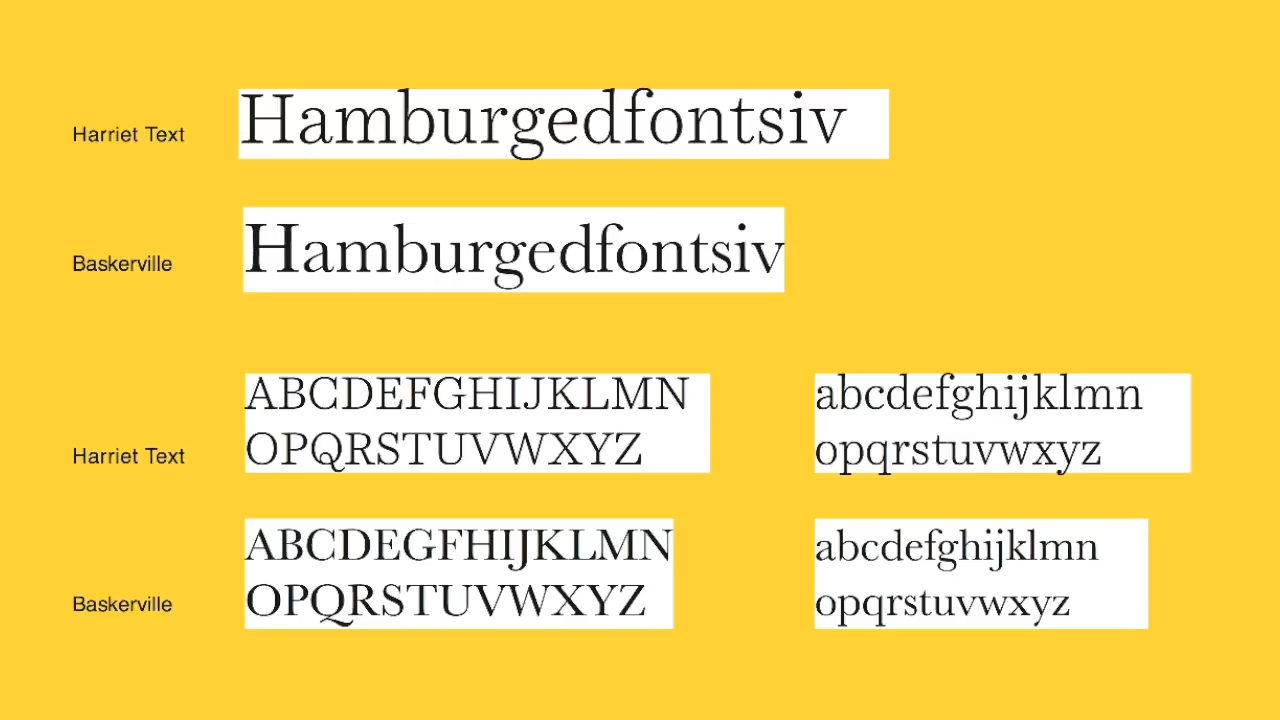 Harriet Text
Hamburgedfontsiv
Baskerville
Hamburgedfontsiv
Harriet Text
ABCDEFGHIJKLMN
OPQRSTUVWXYZ
abcdefghijklmn
opqrstuvwxyz
Baskerville
ABCDEGFHIJKLMN
OPQRSTUVWXYZ
abcdefghijklmn
opqrstuvwxyz